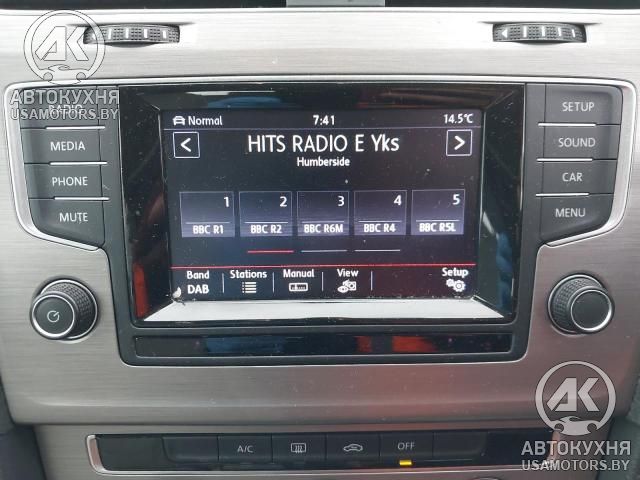 АК
АВТОКУХНЯ
USAMOTORS.BY
RADIO
MEDIA
PHONE
MUTE
Normal
7:41
14.5°C
<
HITS RADIO E Yks
>
Humberside
1
2
3
4
5
BBC R1
BBC R2
BBC R6M
BBC R4
BBC R5L
Band
Stations
Manual
View
Setup
DAB
SETUP
SOUND
CAR
MENU
A/C
OFF
АК
АВТОКУХНЯ
USAMOTORS.BY